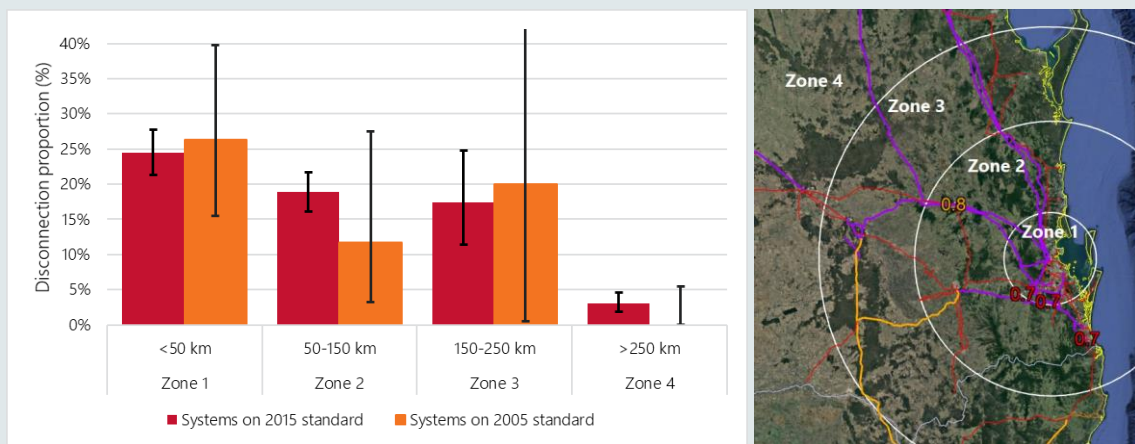 40%
35%
30%
25%
20%
15%
10%
5%
0%
Disconnection proportion (%)
<50 km 50-150 km 150-250 km >250 km
Zone 1 Zone 2 Zone 3 Zone 4
Systems on 2015 standard Systems on 2005 standard
Zone 4
Zone 3
Zone 2
0.8
Zone 1
0.7 0.7
0.7